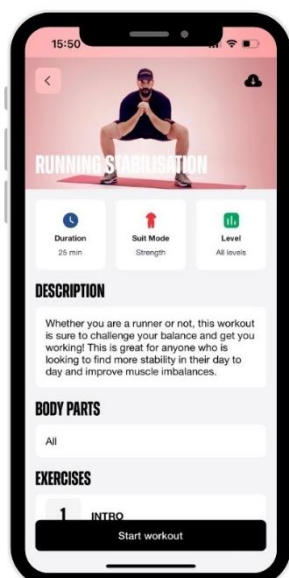 15:50
RUNNING STABILISATION
Duration
25 min
Suit Mode
Strength
Level
All levels
DESCRIPTION
Whether you are a runner or not, this workout
is sure to challenge your balance and get you
working! This is great for anyone who is
looking to find more stability in their day to
day and improve muscle imbalances.
BODY PARTS
All
EXERCISES
1 INTRO
Start workout